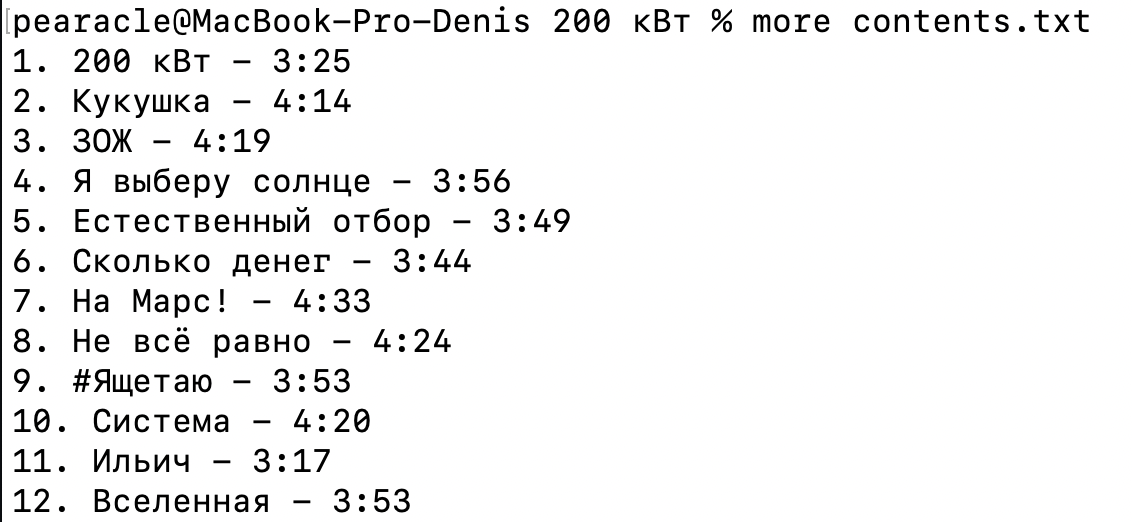 pearacle@MacBook-Pro-Denis 200 кВт % more contents.txt
1. 200 кВт – 3:25
2. Кукушка – 4:14
3. ЗОЖ – 4:19
4. Я выберу солнце – 3:56
5. Естественный отбор – 3:49
6. Сколько денег – 3:44
7. На Марс! – 4:33
8. Не всё равно – 4:24
9. #Ящетаю – 3:53
10. Система – 4:20
11. Ильич – 3:17
12. Вселенная – 3:53